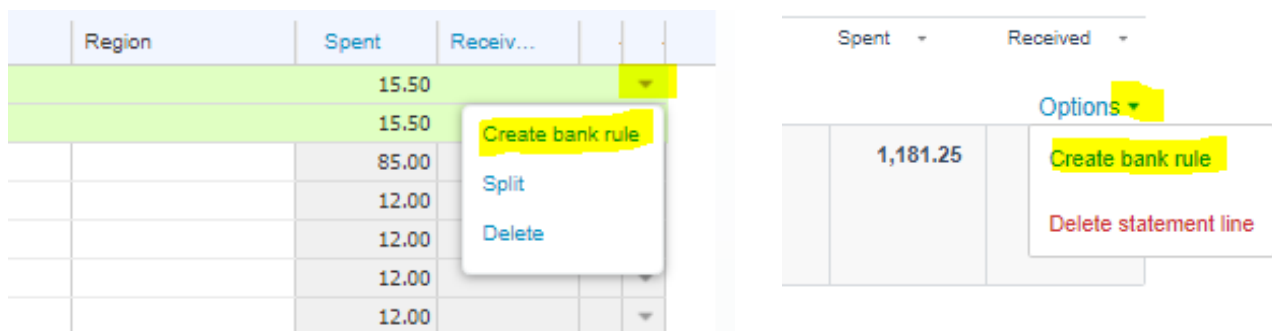 Region Spent Receiv...
15.50
15.50
Create bank rule
85.00
Split
12.00
12.00
Delete
12.00
12.00
Spent Received
Options
1,181.25
Create bank rule
Delete statement line